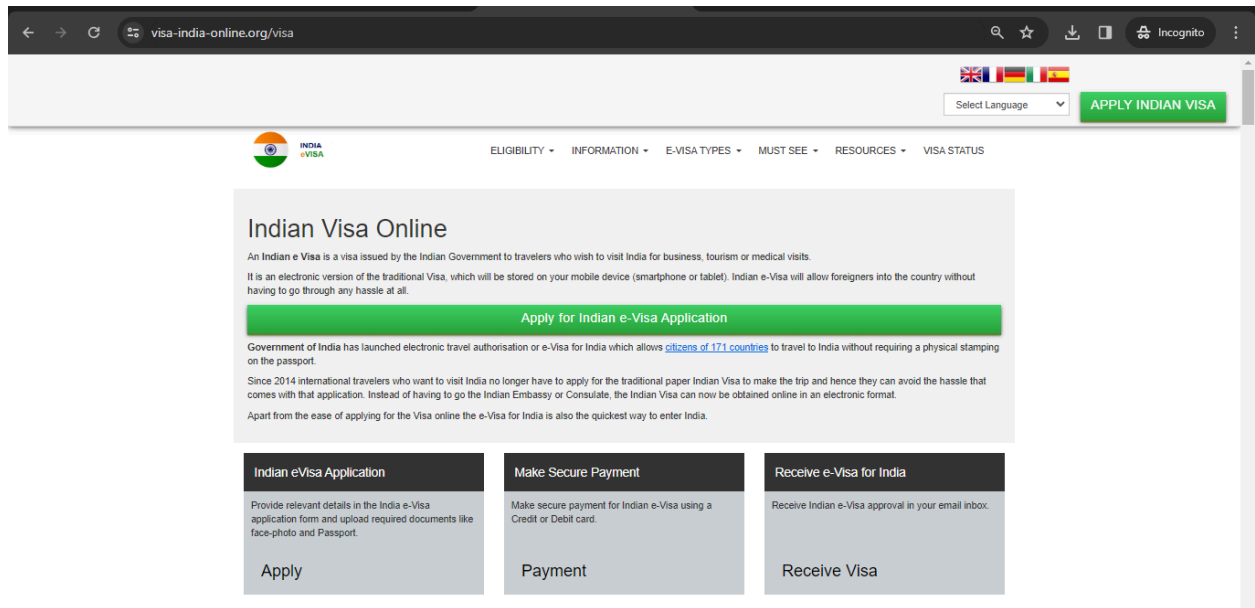 visa-india-online.org/visa
Incognito
Select Language
APPLY INDIAN VISA
INDIA
eVISA
ELIGIBILITY
INFORMATION
E-VISA TYPES
MUST SEE
RESOURCES
VISA STATUS
Indian Visa Online
An Indian e Visa is a visa issued by the Indian Government to travelers who wish to visit India for business, tourism or medical visits.
It is an electronic version of the traditional Visa, which will be stored on your mobile device (smartphone or tablet). Indian e-Visa will allow foreigners into the country without
having to go through any hassle at all.
Apply for Indian e-Visa Application
Government of India has launched electronic travel authorisation or e-Visa for India which allows citizens of 171 countries to travel to India without requiring a physical stamping
on the passport.
Since 2014 international travelers who want to visit India no longer have to apply for the traditional paper Indian Visa to make the trip and hence they can avoid the hassle that
comes with that application. Instead of having to go the Indian Embassy or Consulate, the Indian Visa can now be obtained online in an electronic format.
Apart from the ease of applying for the Visa online the e-Visa for India is also the quickest way to enter India.
Indian eVisa Application
Provide relevant details in the India e-Visa
application form and upload required documents like
face-photo and Passport.
Apply
Make Secure Payment
Make secure payment for Indian e-Visa using a
Credit or Debit card.
Payment
Receive e-Visa for India
Receive Indian e-Visa approval in your email inbox.
Receive Visa